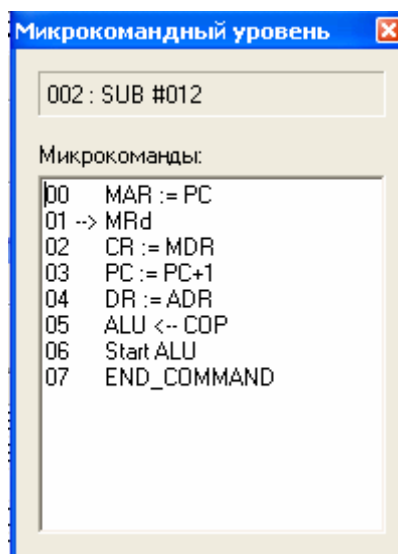 Микрокомандный уровень
002 : SUB #012
Микрокоманды:
00 MAR := PC
01 --> MRd
02 CR := MDR
03 PC := PC+1
04 DR := ADR
05 ALU <-- COP
06 Start ALU
07 END_COMMAND